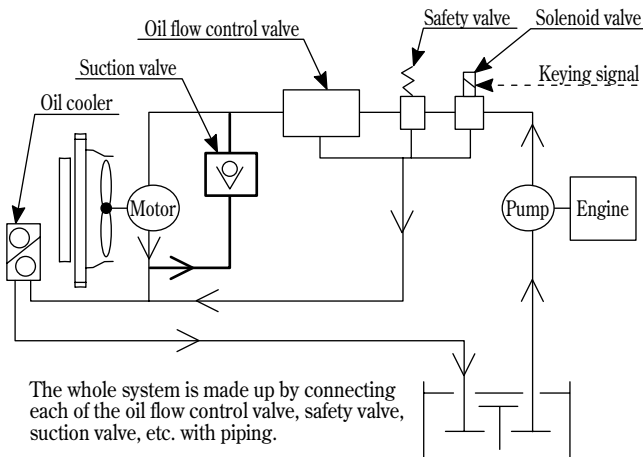 Safety valve
Solenoid valve
Oil flow control valve
Suction valve
Keying signal
Oil cooler
Motor
Pump
Engine
The whole system is made up by connecting
each of the oil flow control valve, safety valve,
suction valve, etc. with piping.